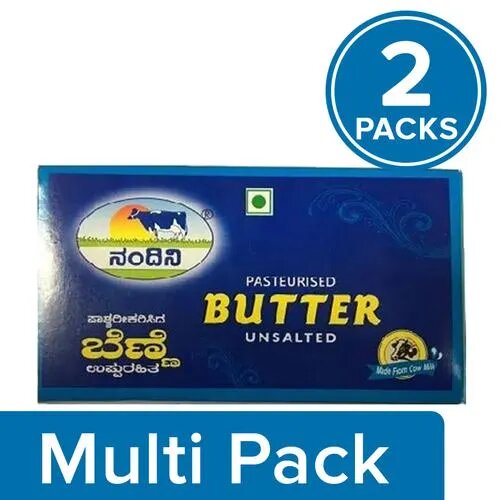 2
PACKS
®
ನಂದಿನಿ
PASTEURISED
BUTTER
UNSALTED
ಪಾಶ್ಚರೀಕರಿಸಿದ
ಬೆಣ್ಣೆ
ಉಪ್ಪುರಹಿತ
Made From Cow Milk
Multi Pack